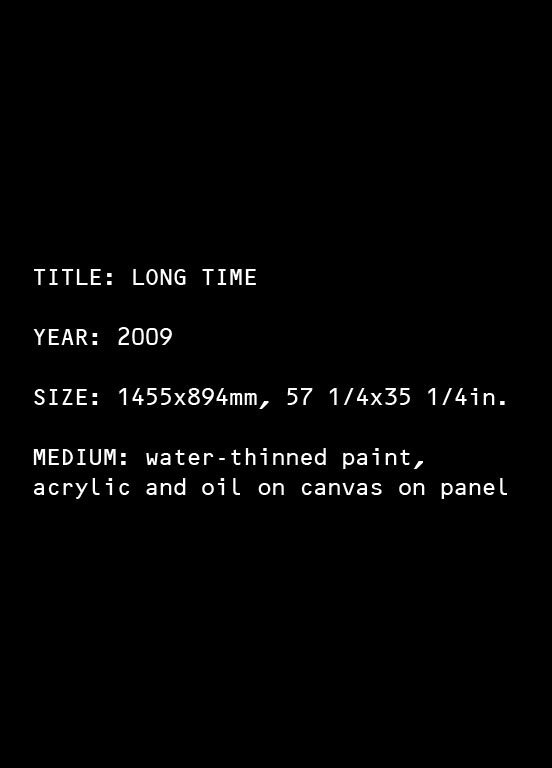 TITLE: LONG TIME
YEAR: 2009
SIZE: 1455x894mm, 57 1/4x35 1/4in.
MEDIUM: water-thinned paint,
acrylic and oil on canvas on panel